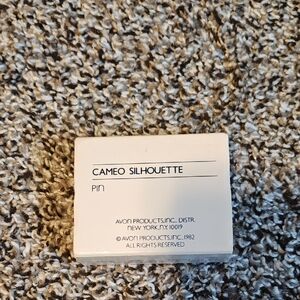 CAMEO SILHOUETTE
PIN
AVON PRODUCTS, INC., DISTR.
NEW YORK, N.Y. 10019
© AVON PRODUCTS, INC., 1982
ALL RIGHTS RESERVED